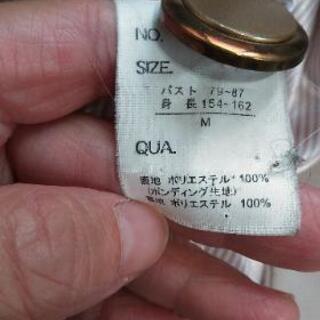 NO.
SIZE.
バスト 79~87
身 長 154~162
M
QUA.
表地 ポリエステル 100%
(ボンディング生地)
裏地 ポリエステル 100%